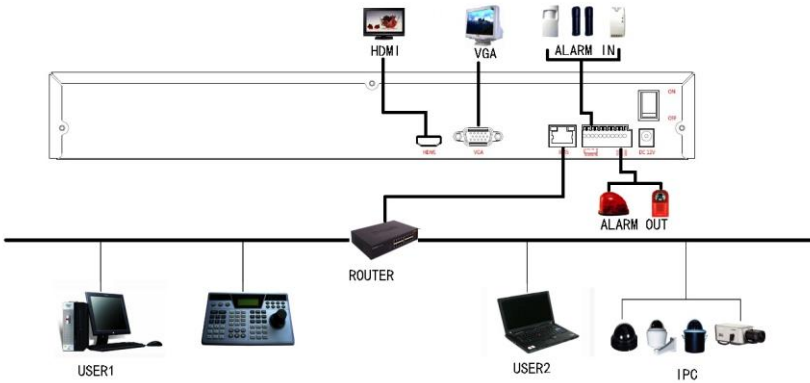 HDMI
VGA
ALARM IN
ON
OFF
HDMI
VGA
DC 12V
ALARM OUT
ROUTER
USER1
USER2
IPC